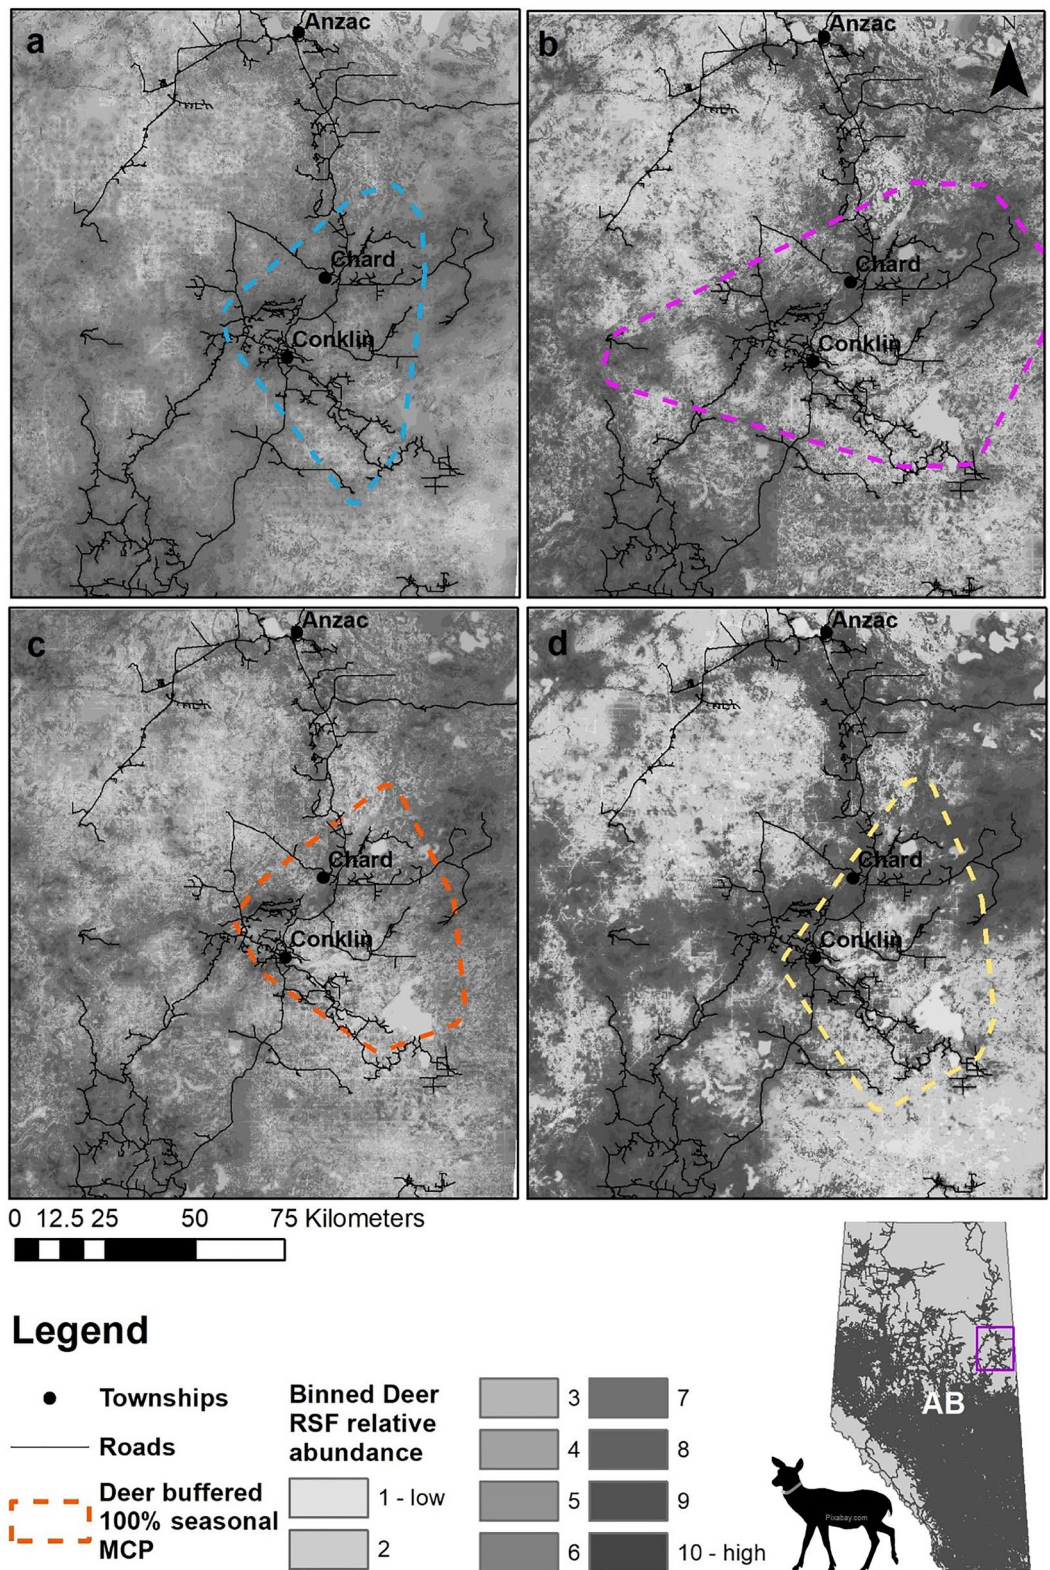 a
Anzac
Chard
Conklin
b
N
Anzac
Chard
Conklin
c
Anzac
Chard
Conklin
d
Anzac
Chard
Conklin
0 12.5 25 50 75 Kilometers
Legend
Townships
Roads
Deer buffered
100% seasonal
MCP
Binned Deer
RSF relative
abundance
1 - low
2
3
4
5
6
7
8
9
10 - high
AB
Pixabay.com